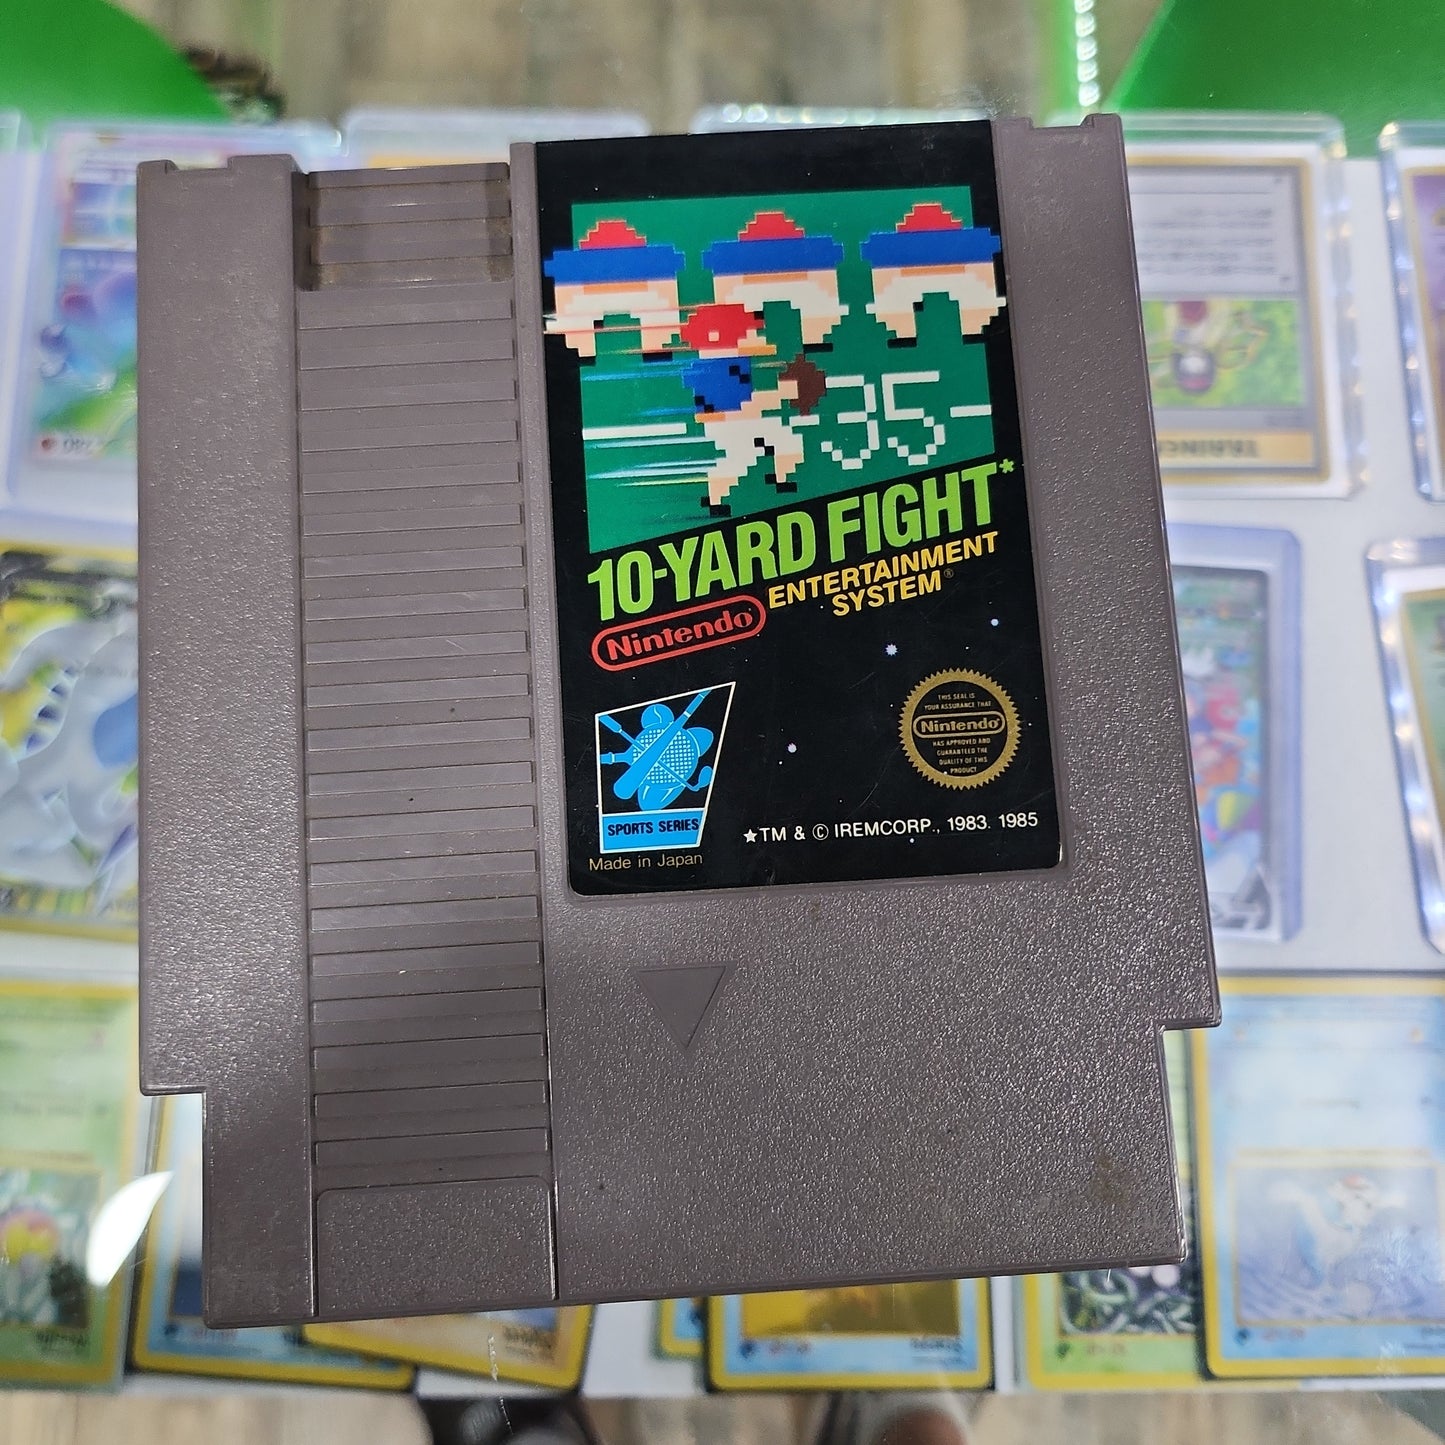 35
10-YARD FIGHT*
Nintendo
ENTERTAINMENT
SYSTEM®
THIS SEAL IS
YOUR ASSURANCE THAT
Nintendo
HAS APPROVED AND
GUARANTEED THE
QUALITY OF THIS
PRODUCT
SPORTS SERIES
Made in Japan
★TM & © IREMCORP., 1983. 1985